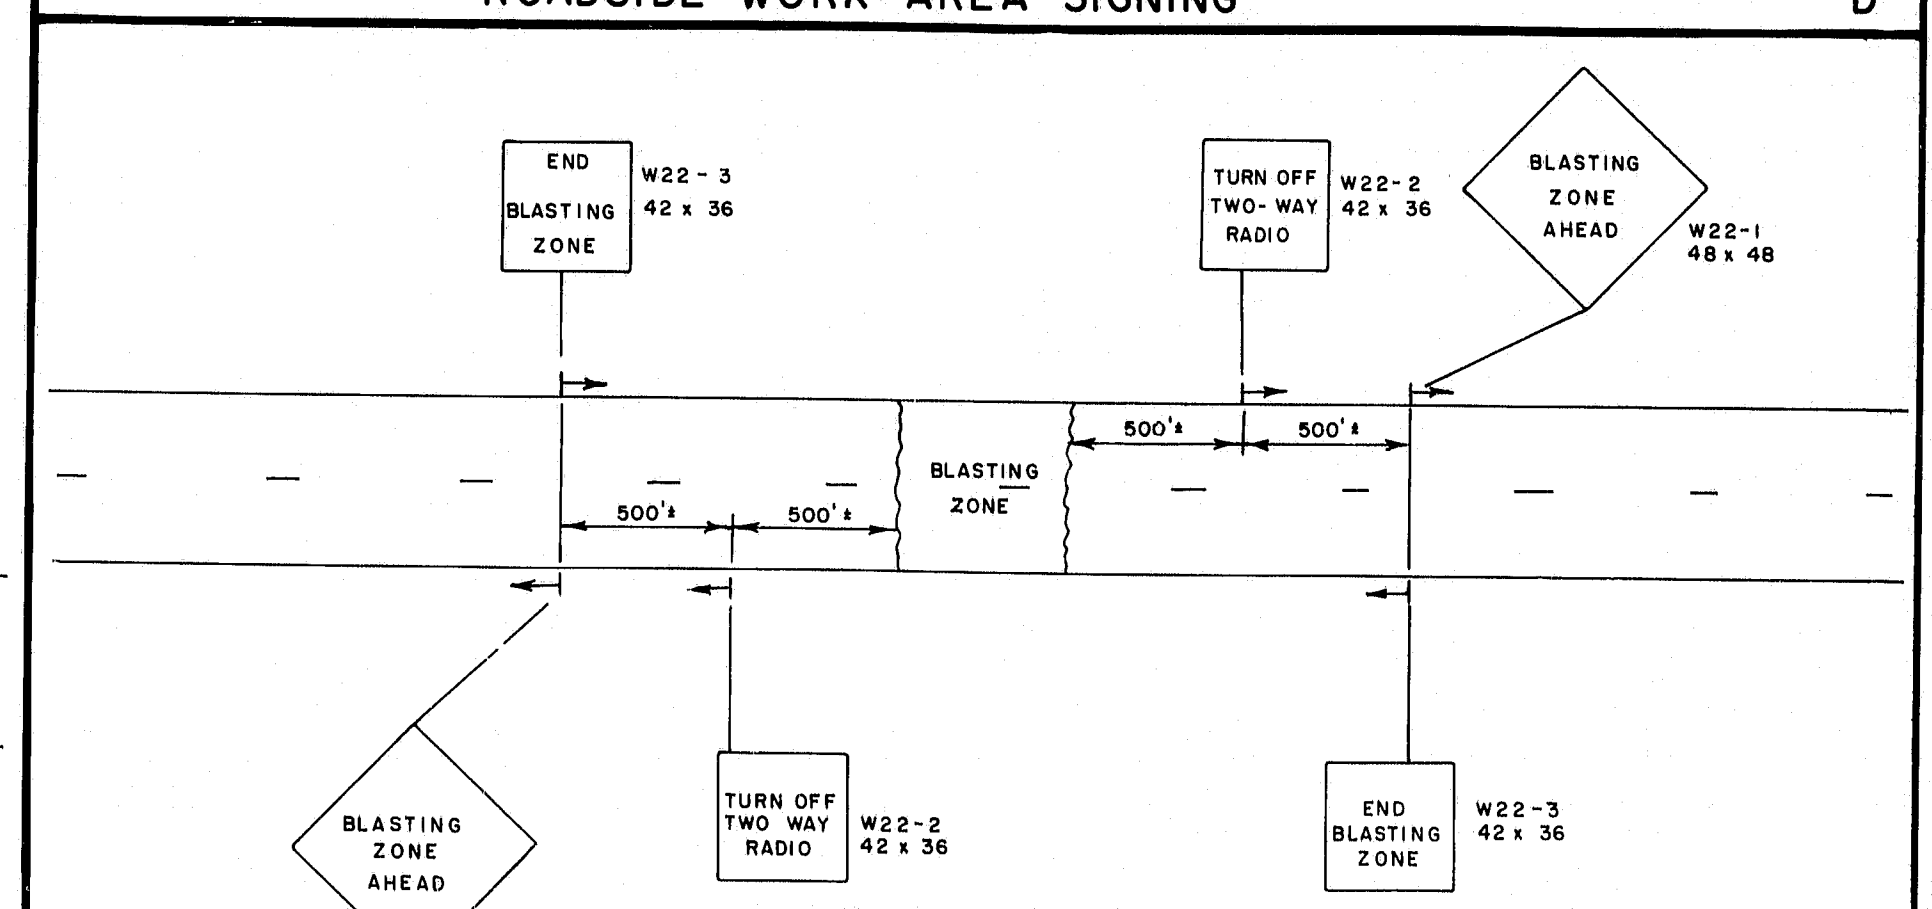 ROADSIDE WORK AREA SIGNING
D
END
BLASTING
ZONE
W22-3
42 x 36
TURN OFF
TWO-WAY
RADIO
W22-2
42 x 36
BLASTING
ZONE
AHEAD
W22-1
48 x 48
500'±
500'±
BLASTING
ZONE
500'±
500'±
BLASTING
ZONE
AHEAD
TURN OFF
TWO WAY
RADIO
W22-2
42 x 36
END
BLASTING
ZONE
W22-3
42 x 36